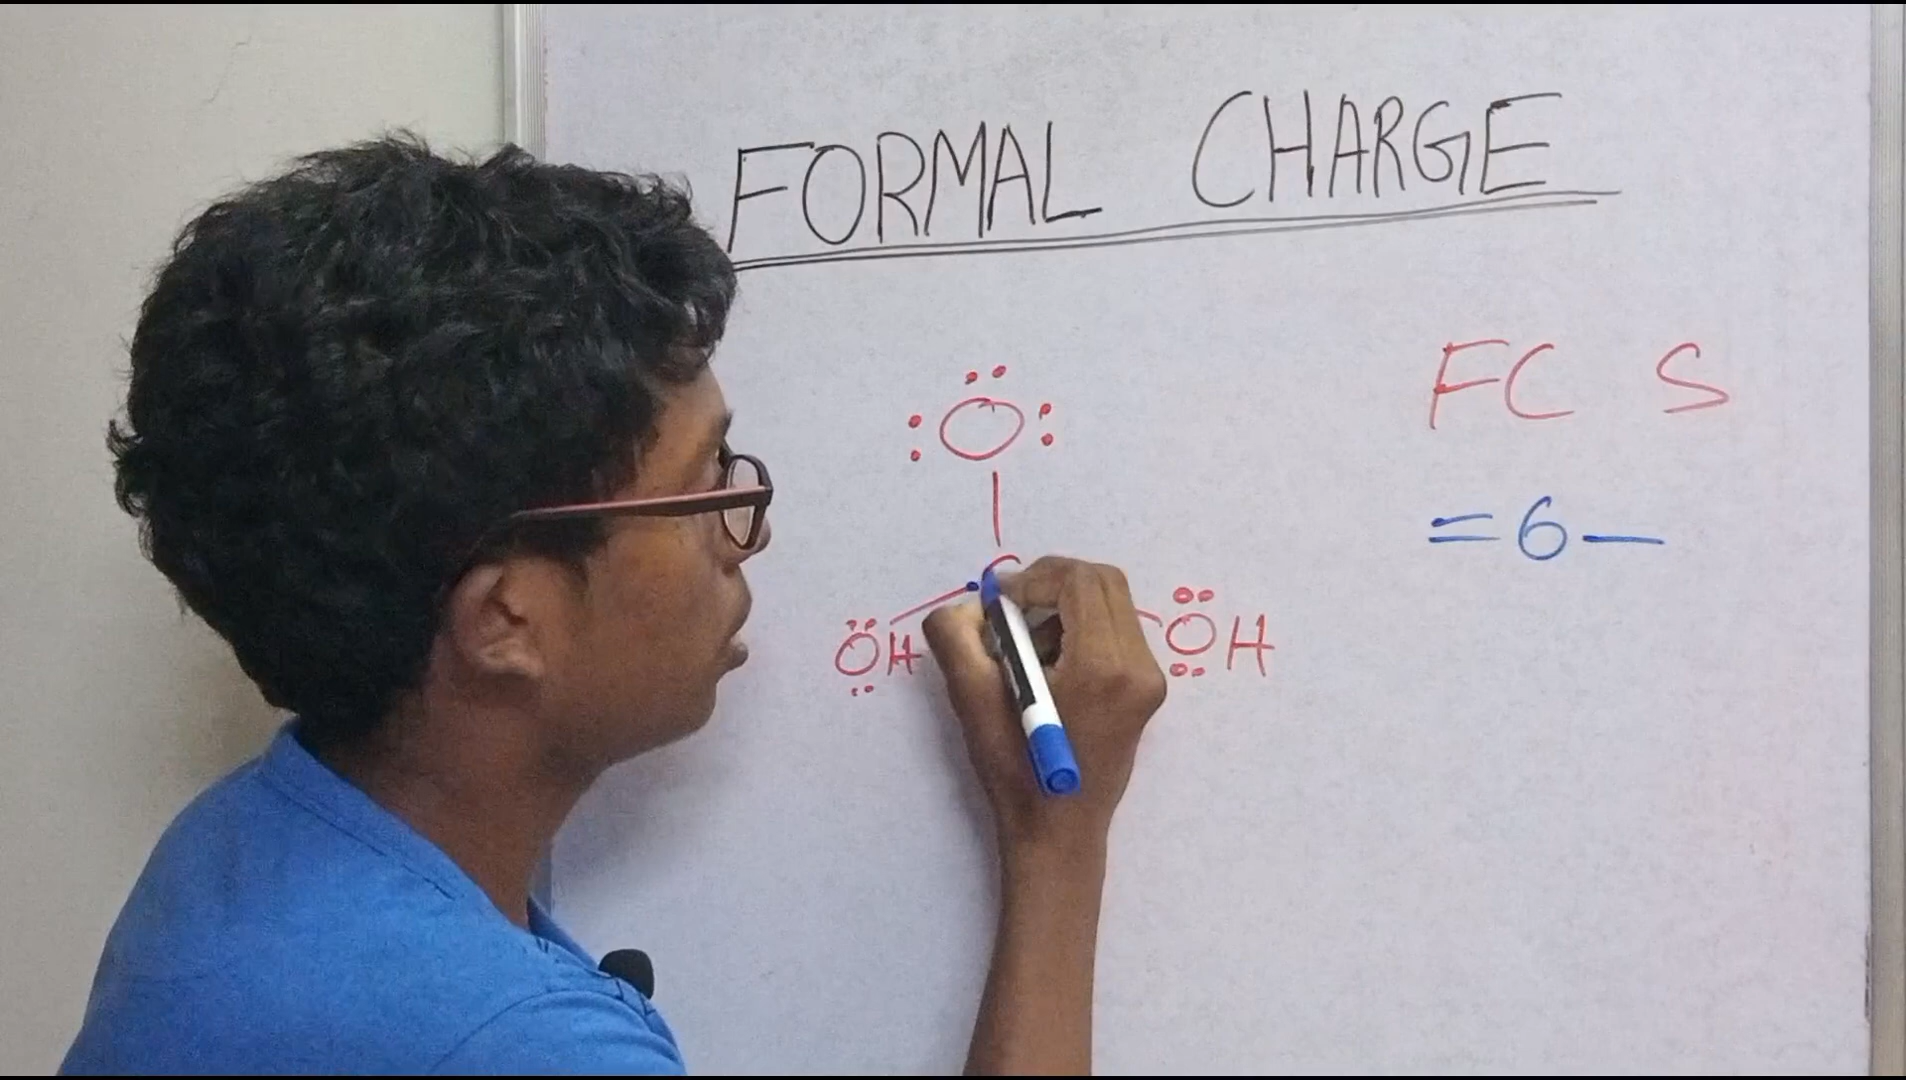 FORMAL CHARGE
FC S
= 6 —
O
OH OH